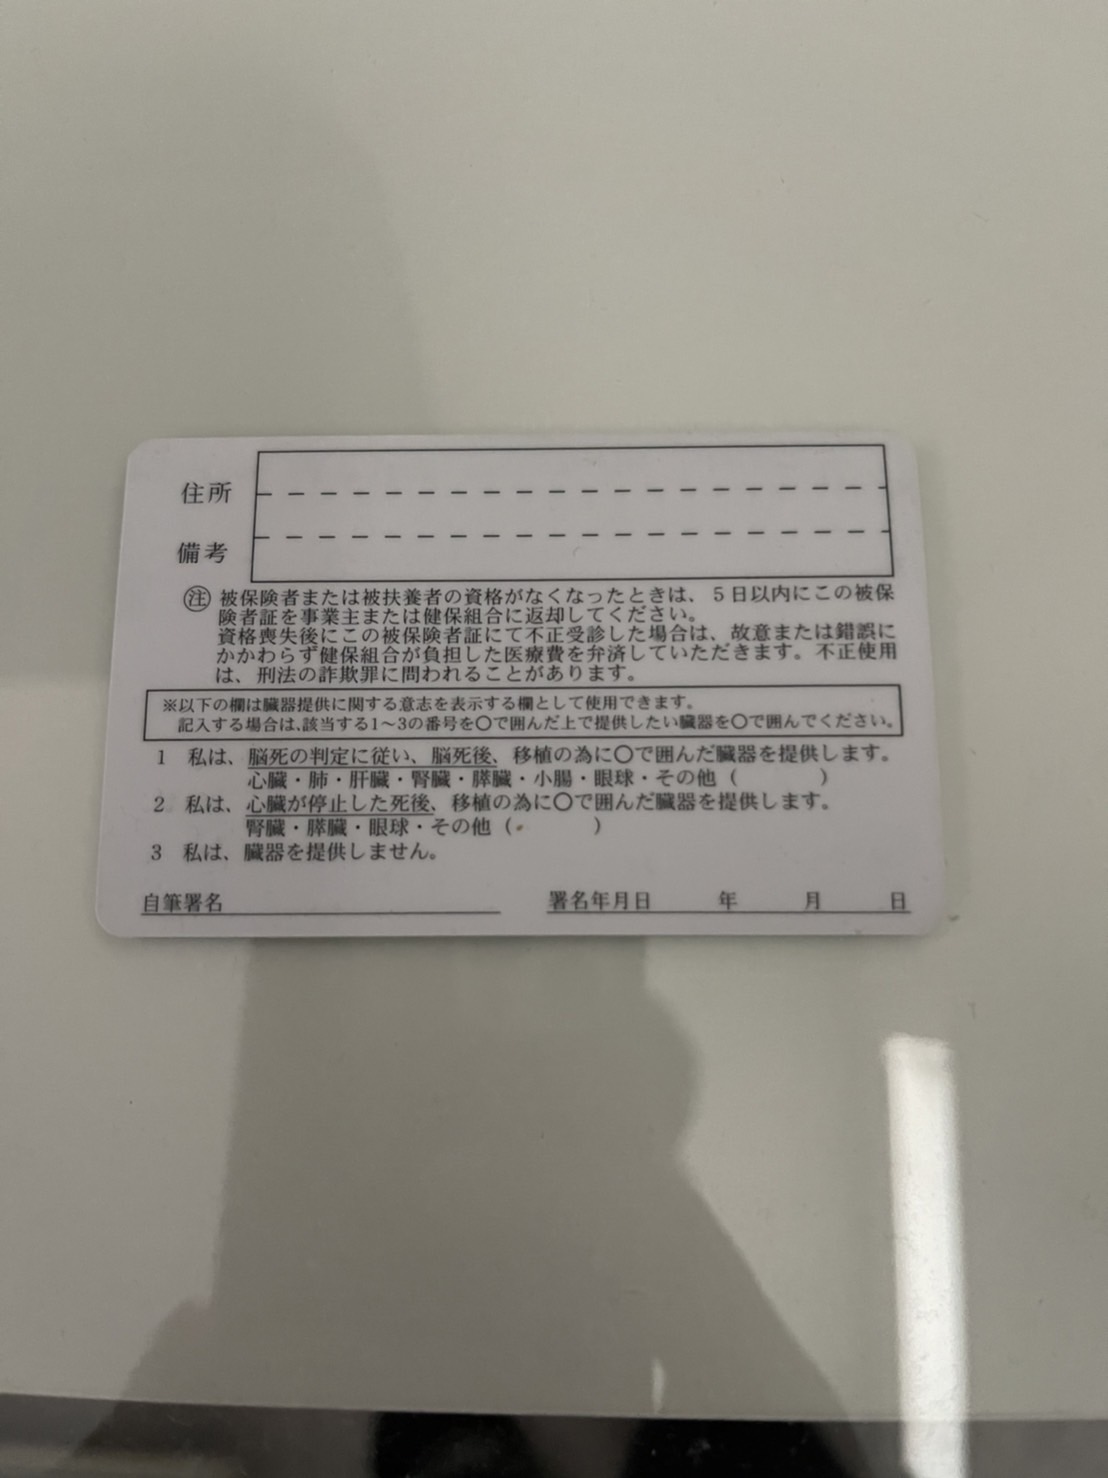 住所
備考
注 被保険者または被扶養者の資格がなくなったときは、5日以内にこの被保
険者証を事業主または健保組合に返却してください。
資格喪失後にこの被保険者証にて不正受診した場合は、故意または錯誤に
かかわらず健保組合が負担した医療費を弁済していただきます。不正使用
は、刑法の詐欺罪に問われることがあります。
※以下の欄は臓器提供に関する意志を表示する欄として使用できます。
記入する場合は、該当する1〜3の番号を〇で囲んだ上で提供したい臓器を〇で囲んでください。
1 私は、脳死の判定に従い、脳死後、移植の為に〇で囲んだ臓器を提供します。
心臓・肺・肝臓・腎臓・膵臓・小腸・眼球・その他( )
2 私は、心臓が停止した死後、移植の為に〇で囲んだ臓器を提供します。
腎臓・膵臓・眼球・その他( )
3 私は、臓器を提供しません。
自筆署名 署名年月日 年 月 日